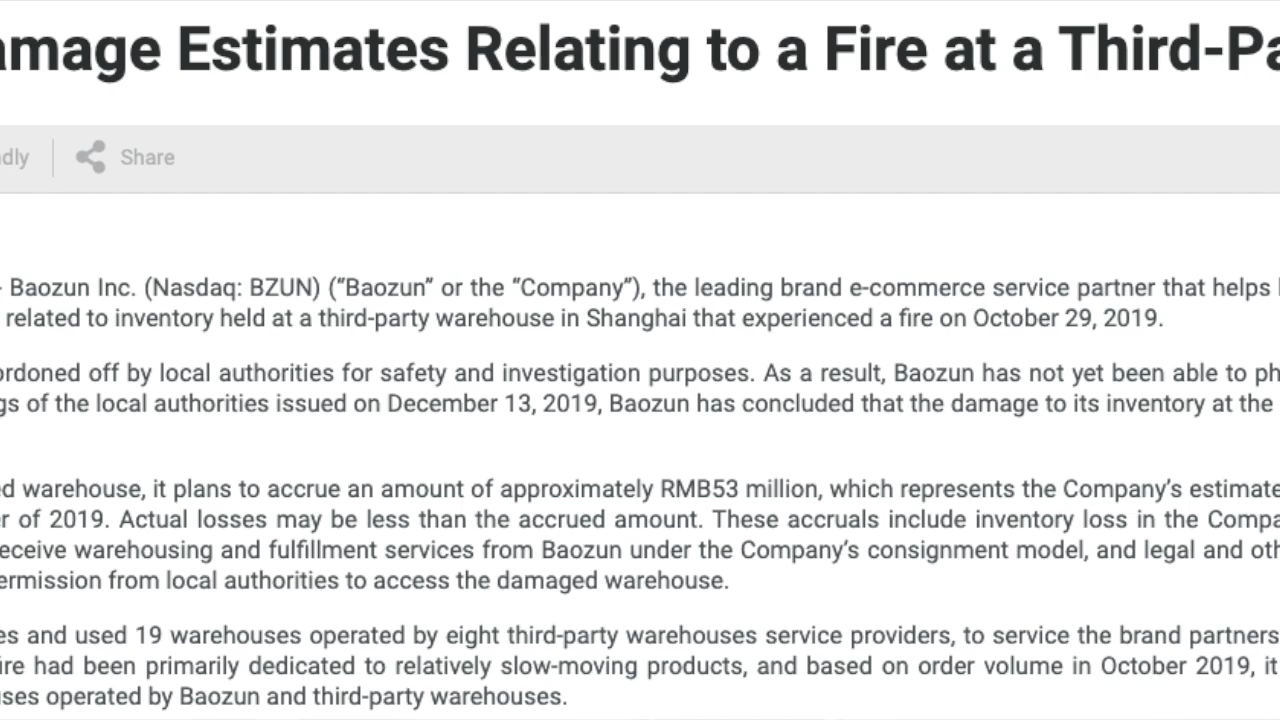 amage Estimates Relating to a Fire at a Third-Pa
dly Share
- Baozun Inc. (Nasdaq: BZUN) (“Baozun” or the “Company”), the leading brand e-commerce service partner that helps
related to inventory held at a third-party warehouse in Shanghai that experienced a fire on October 29, 2019.
ordoned off by local authorities for safety and investigation purposes. As a result, Baozun has not yet been able to ph
gs of the local authorities issued on December 13, 2019, Baozun has concluded that the damage to its inventory at the
ed warehouse, it plans to accrue an amount of approximately RMB53 million, which represents the Company’s estimate
er of 2019. Actual losses may be less than the accrued amount. These accruals include inventory loss in the Compa
eceive warehousing and fulfillment services from Baozun under the Company’s consignment model, and legal and oth
ermission from local authorities to access the damaged warehouse.
es and used 19 warehouses operated by eight third-party warehouses service providers, to service the brand partners
ire had been primarily dedicated to relatively slow-moving products, and based on order volume in October 2019, it
uses operated by Baozun and third-party warehouses.